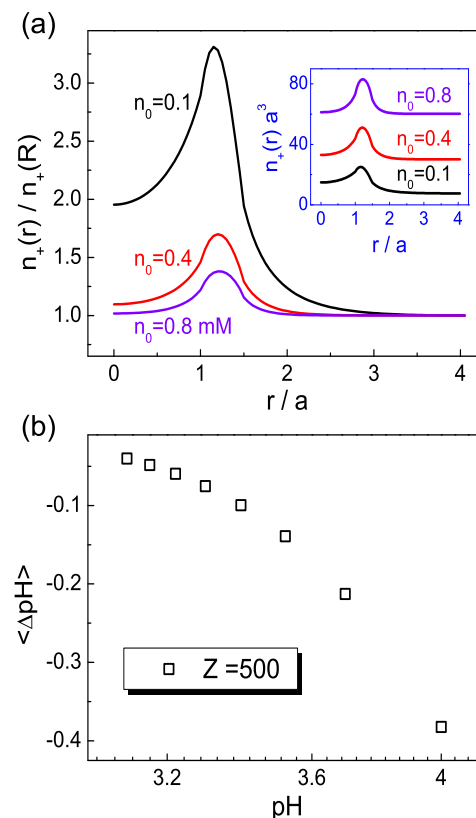 (a)
n+(r) / n+(R)
3.0
2.5
2.0
1.5
1.0
n0=0.1
n0=0.4
n0=0.8 mM
0 1 2 3 4
r / a
n+(r) a^3
80
40
0
n0=0.8
n0=0.4
n0=0.1
0 1 2 3 4
r / a
(b)
<ΔpH>
-0.1
-0.2
-0.3
-0.4
Z =500
3.2 3.6 4
pH